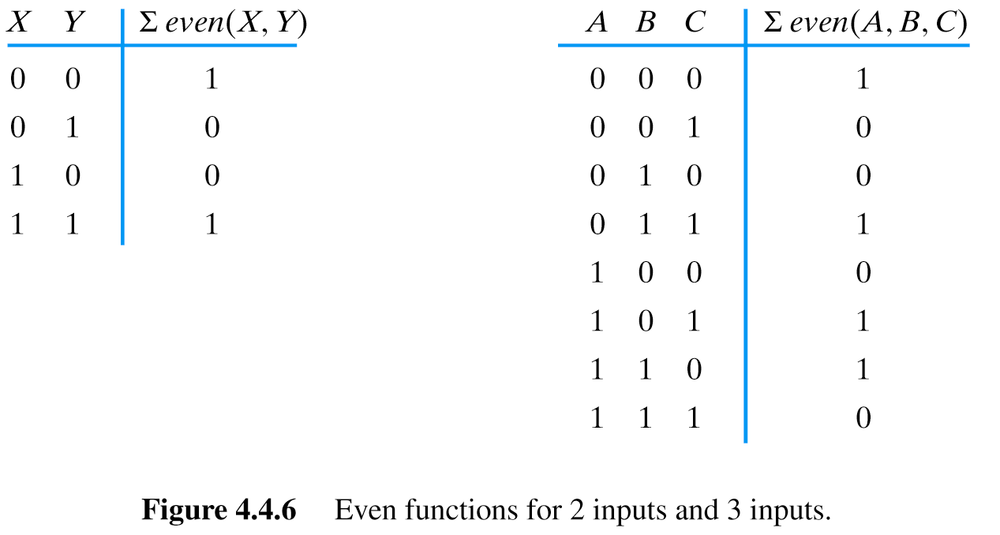 X Y Σ even(X, Y) A B C Σ even(A, B, C)
0 0 1 0 0 0 1
0 1 0 0 0 1 0
1 0 0 0 1 0 0
1 1 1 0 1 1 1
1 0 0 0
1 0 1 1
1 1 0 1
1 1 1 0
Figure 4.4.6 Even functions for 2 inputs and 3 inputs.